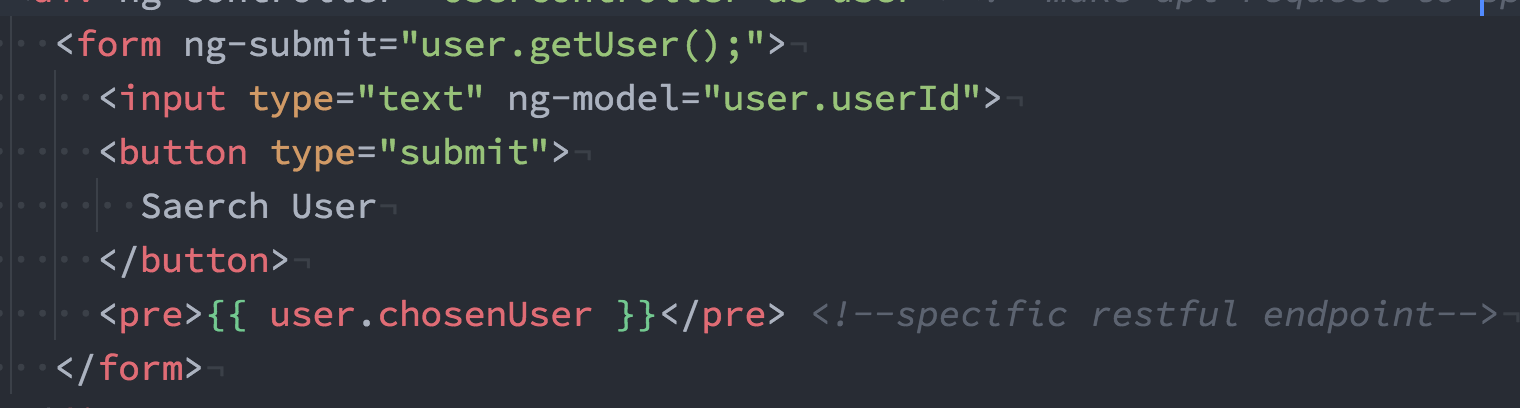 <form ng-submit="user.getUser();">
<input type="text" ng-model="user.userId">
<button type="submit">
Saerch User
</button>
<pre>{{ user.chosenUser }}</pre> <!--specific restful endpoint-->
</form>